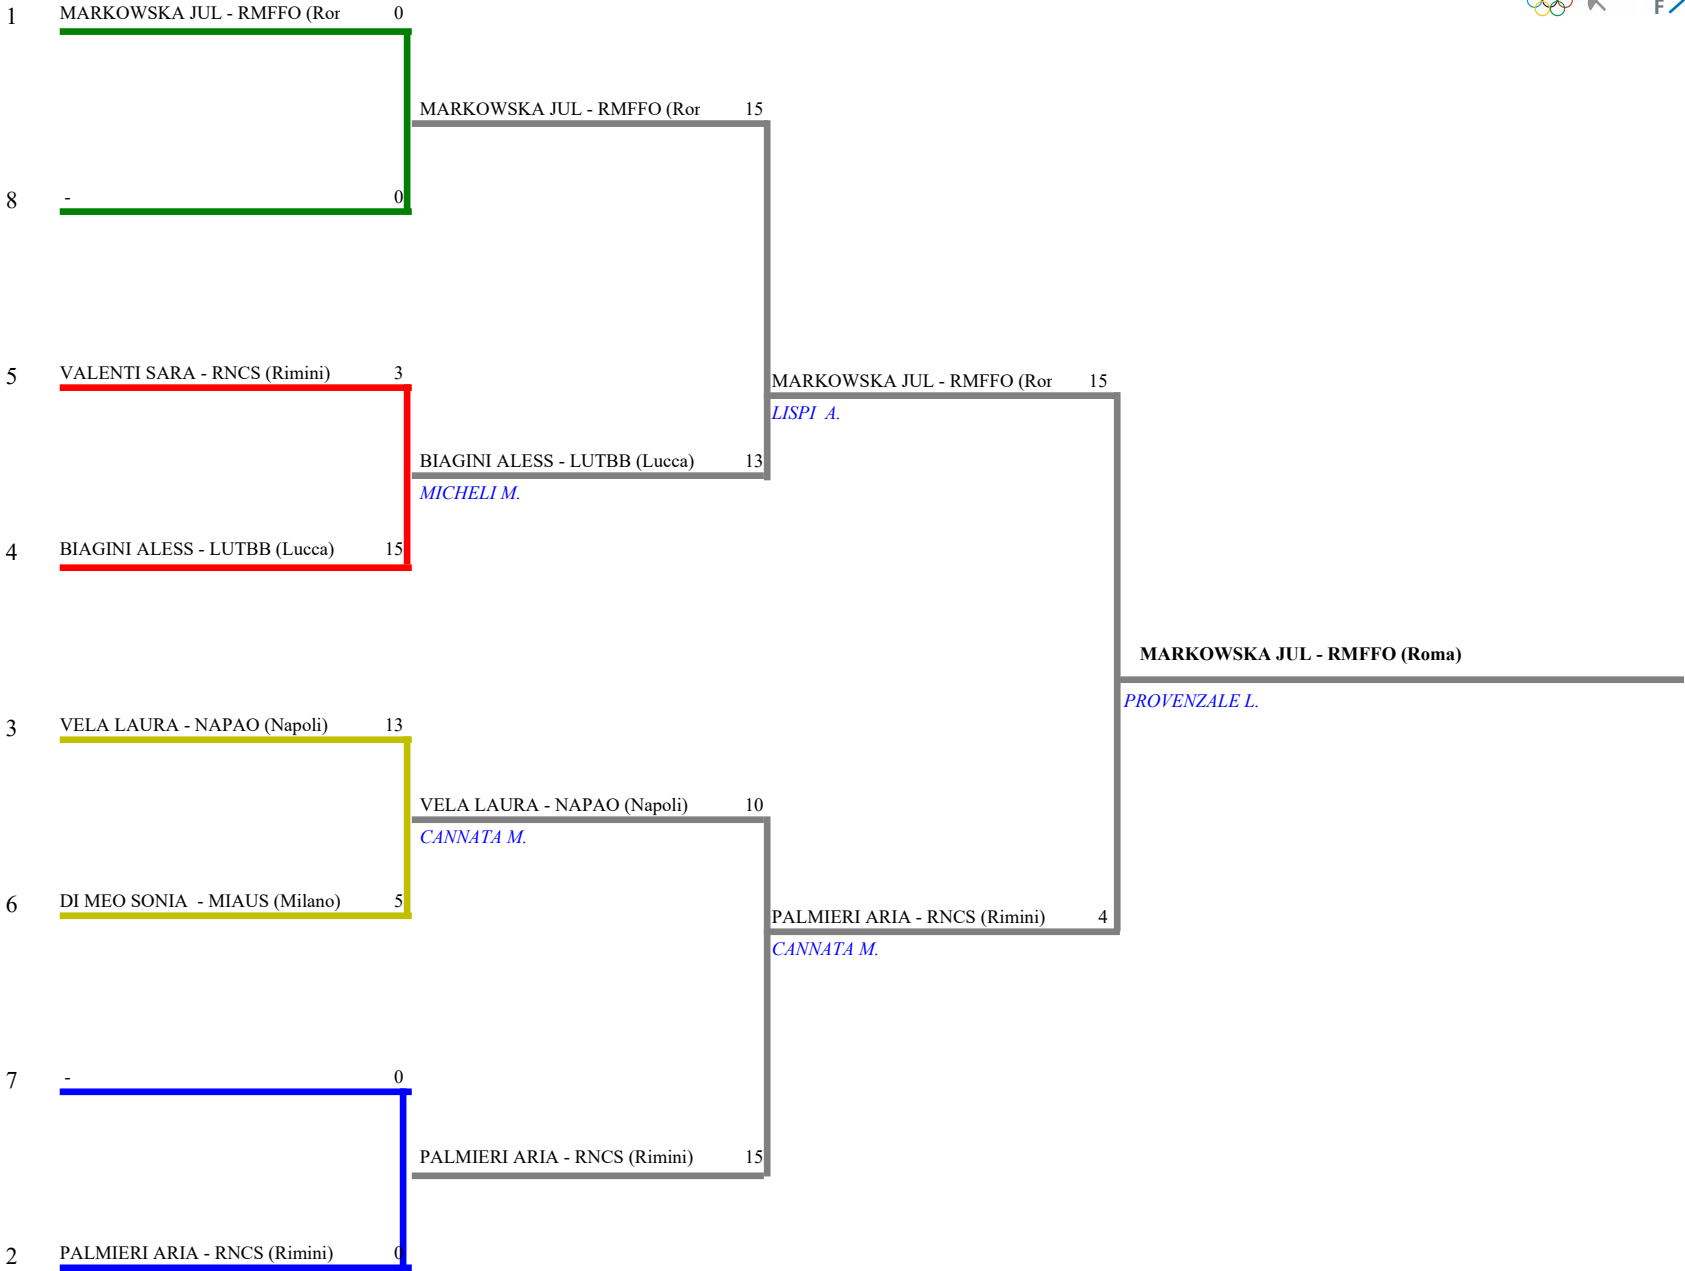 1 MARKOWSKA JUL - RMFFO (Ror 0
MARKOWSKA JUL - RMFFO (Ror 15
8 - 0
5 VALENTI SARA - RNCS (Rimini) 3
MARKOWSKA JUL - RMFFO (Ror 15
LISPI A.
BIAGINI ALESS - LUTBB (Lucca) 13
MICHELI M.
4 BIAGINI ALESS - LUTBB (Lucca) 15
MARKOWSKA JUL - RMFFO (Roma)
PROVENZALE L.
3 VELA LAURA - NAPAO (Napoli) 13
VELA LAURA - NAPAO (Napoli) 10
CANNATA M.
6 DI MEO SONIA - MIAUS (Milano) 5
PALMIERI ARIA - RNCS (Rimini) 4
CANNATA M.
7 - 0
PALMIERI ARIA - RNCS (Rimini) 15
2 PALMIERI ARIA - RNCS (Rimini) 0
F